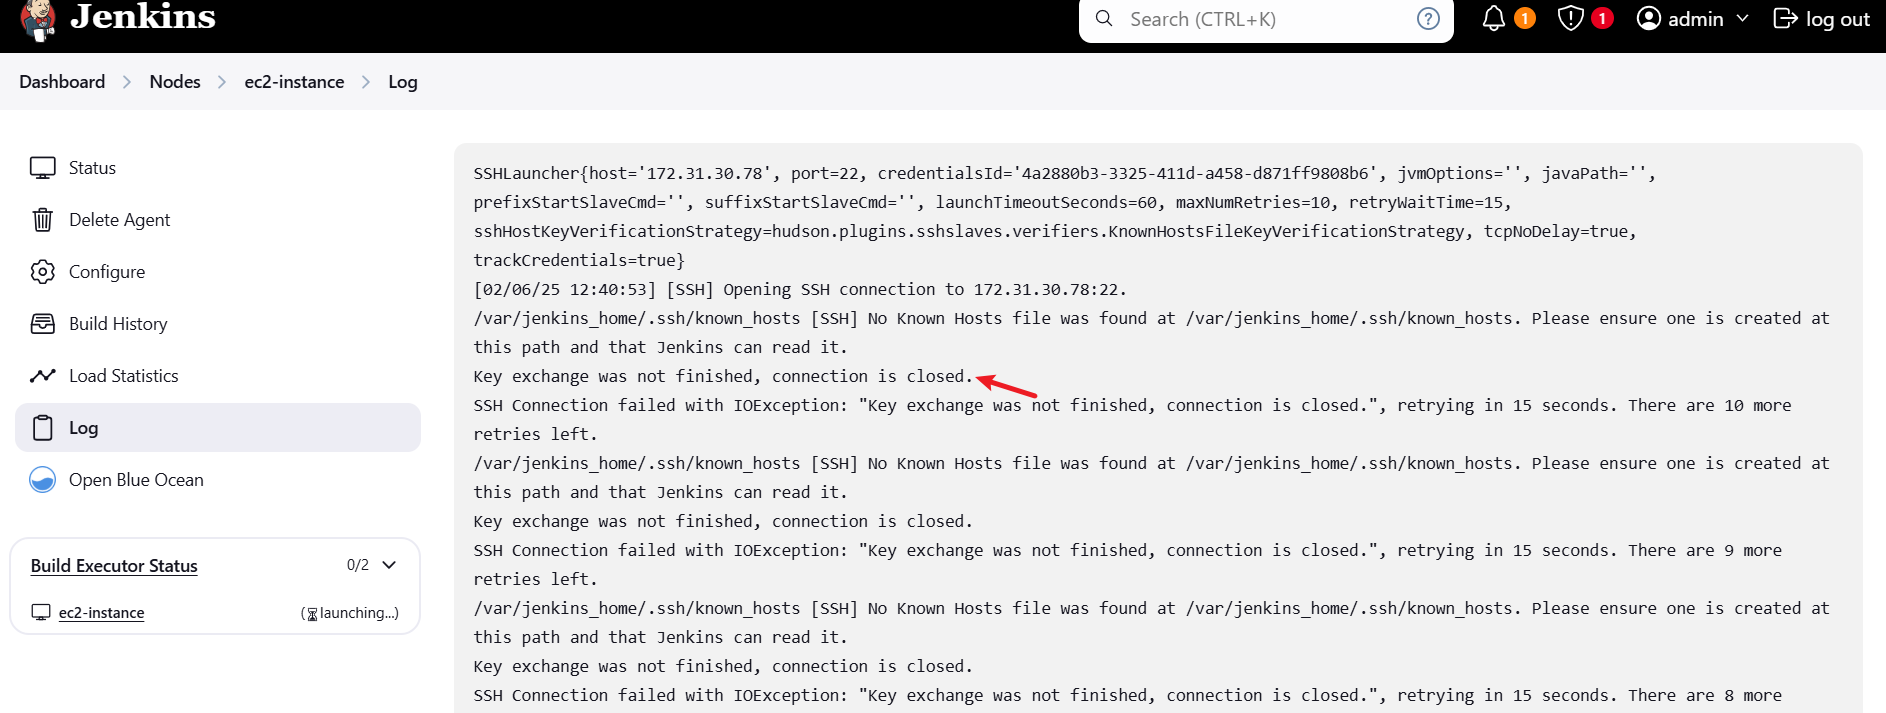 Jenkins
Search (CTRL+K)
?
1
1
admin
log out
Dashboard
Nodes
ec2-instance
Log
Status
Delete Agent
Configure
Build History
Load Statistics
Log
Open Blue Ocean
Build Executor Status
0/2
ec2-instance
(launching...)
SSHLauncher{host='172.31.30.78', port=22, credentialsId='4a2880b3-3325-411d-a458-d871ff9808b6', jvmOptions='', javaPath='',
prefixStartSlaveCmd='', suffixStartSlaveCmd='', launchTimeoutSeconds=60, maxNumRetries=10, retryWaitTime=15,
sshHostKeyVerificationStrategy=hudson.plugins.sshslaves.verifiers.KnownHostsFileKeyVerificationStrategy, tcpNoDelay=true,
trackCredentials=true}
[02/06/25 12:40:53] [SSH] Opening SSH connection to 172.31.30.78:22.
/var/jenkins_home/.ssh/known_hosts [SSH] No Known Hosts file was found at /var/jenkins_home/.ssh/known_hosts. Please ensure one is created at
this path and that Jenkins can read it.
Key exchange was not finished, connection is closed.
SSH Connection failed with IOException: "Key exchange was not finished, connection is closed.", retrying in 15 seconds. There are 10 more
retries left.
/var/jenkins_home/.ssh/known_hosts [SSH] No Known Hosts file was found at /var/jenkins_home/.ssh/known_hosts. Please ensure one is created at
this path and that Jenkins can read it.
Key exchange was not finished, connection is closed.
SSH Connection failed with IOException: "Key exchange was not finished, connection is closed.", retrying in 15 seconds. There are 9 more
retries left.
/var/jenkins_home/.ssh/known_hosts [SSH] No Known Hosts file was found at /var/jenkins_home/.ssh/known_hosts. Please ensure one is created at
this path and that Jenkins can read it.
Key exchange was not finished, connection is closed.
SSH Connection failed with IOException: "Key exchange was not finished, connection is closed.", retrying in 15 seconds. There are 8 more